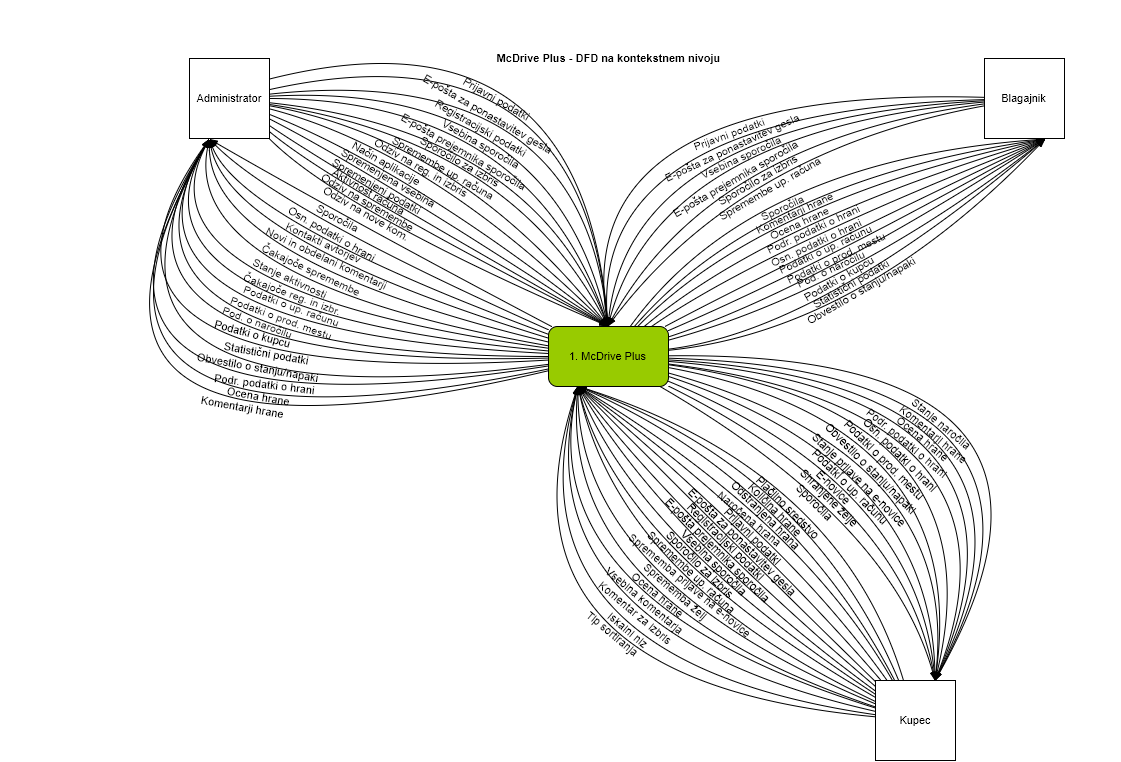 McDrive Plus - DFD na kontekstnem nivoju
Administrator
Blagajnik
Prijavni podatki
E-pošta za ponastavitev gesla
Registracijski podatki
Vsebina sporočila
E-pošta prejemnika sporočila
Sporočilo za izbris
Spremembe up. računa
Odziv na reg. in izbris
Način aplikacije
Spremenjena vsebina
Spremenjeni podatki
Aktivnost računa
Odziv na spremembe
Odziv na nove kom.
Sporočila
Osn. podatki o hrani
Kontakti avtorjev
Novi in obdelani komentarji
Čakajoče spremembe
Stanje aktivnosti
Čakajoče reg. in izbr.
Podatki o up. računu
Podatki o prod. mestu
Pod. o naročilu
Podatki o kupcu
Statistični podatki
Obvestilo o stanju/napaki
Podr. podatki o hrani
Ocena hrane
Komentarji hrane
Prijavni podatki
E-pošta za ponastavitev gesla
Vsebina sporočila
E-pošta prejemnika sporočila
Sporočilo za izbris
Spremembe up. računa
Sporočila
Komentarji hrane
Ocena hrane
Podr. podatki o hrani
Osn. podatki o hrani
Podatki o up. računu
Podatki o prod. mestu
Pod. o naročilu
Podatki o kupcu
Statistični podatki
Obvestilo o stanju/napaki
1. McDrive Plus
Stanje naročila
Komentarji hrane
Ocena hrane
Podr. podatki o hrani
Osn. podatki o hrani
Podatki o prod. mestu
Obvestilo o stanju/napaki
Stanje prijave na e-novice
Podatki o up. računu
E-novice
Shranjene želje
Sporočila
Plačilno sredstvo
Količina hrane
Odstranjena hrana
Naročena hrana
Prijavni podatki
E-pošta za ponastavitev gesla
Registracijski podatki
E-pošta prejemnika sporočila
Vsebina sporočila
Sporočilo za izbris
Spremembe up. računa
Sprememba prijave na e-novice
Sprememba želj
Ocena hrane
Vsebina komentarja
Komentar za izbris
Iskalni niz
Tip sortiranja
Kupec